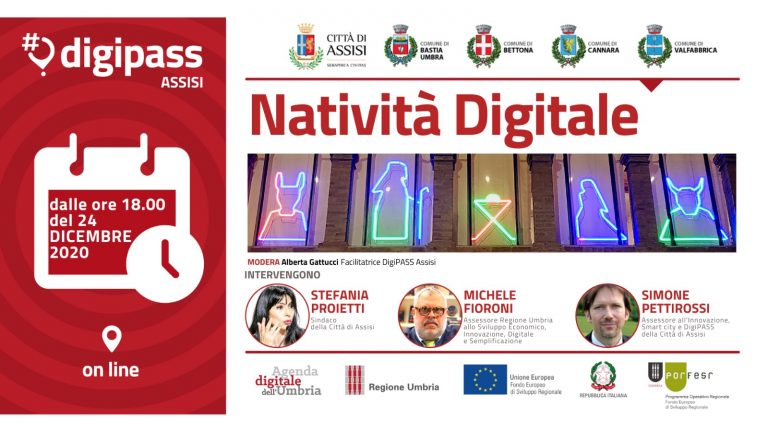 #digipass
ASSISI
dalle ore 18.00
del 24
DICEMBRE
2020
on line
CITTÀ DI
ASSISI
SERAPHICA CIVITAS
COMUNE DI
BASTIA
UMBRA
COMUNE DI
BETTONA
COMUNE DI
CANNARA
COMUNE DI
VALFABBRICA
Natività Digitale
MODERA Alberta Gattucci Facilitatrice DigiPASS Assisi
INTERVENGONO
STEFANIA
PROIETTI
Sindaco
della Città di Assisi
MICHELE
FIORONI
Assessore Regione Umbria
allo Sviluppo Economico,
Innovazione, Digitale
e Semplificazione
SIMONE
PETTIROSSI
Assessore all'Innovazione,
Smart city e DigiPASS
della Città di Assisi
Agenda
digitale
dell'Umbria
Regione Umbria
Unione Europea
Fondo Europeo
di Sviluppo Regionale
REPUBBLICA ITALIANA
porfesr
Programma Operativo Regionale
Fondo Europeo
di Sviluppo Regionale